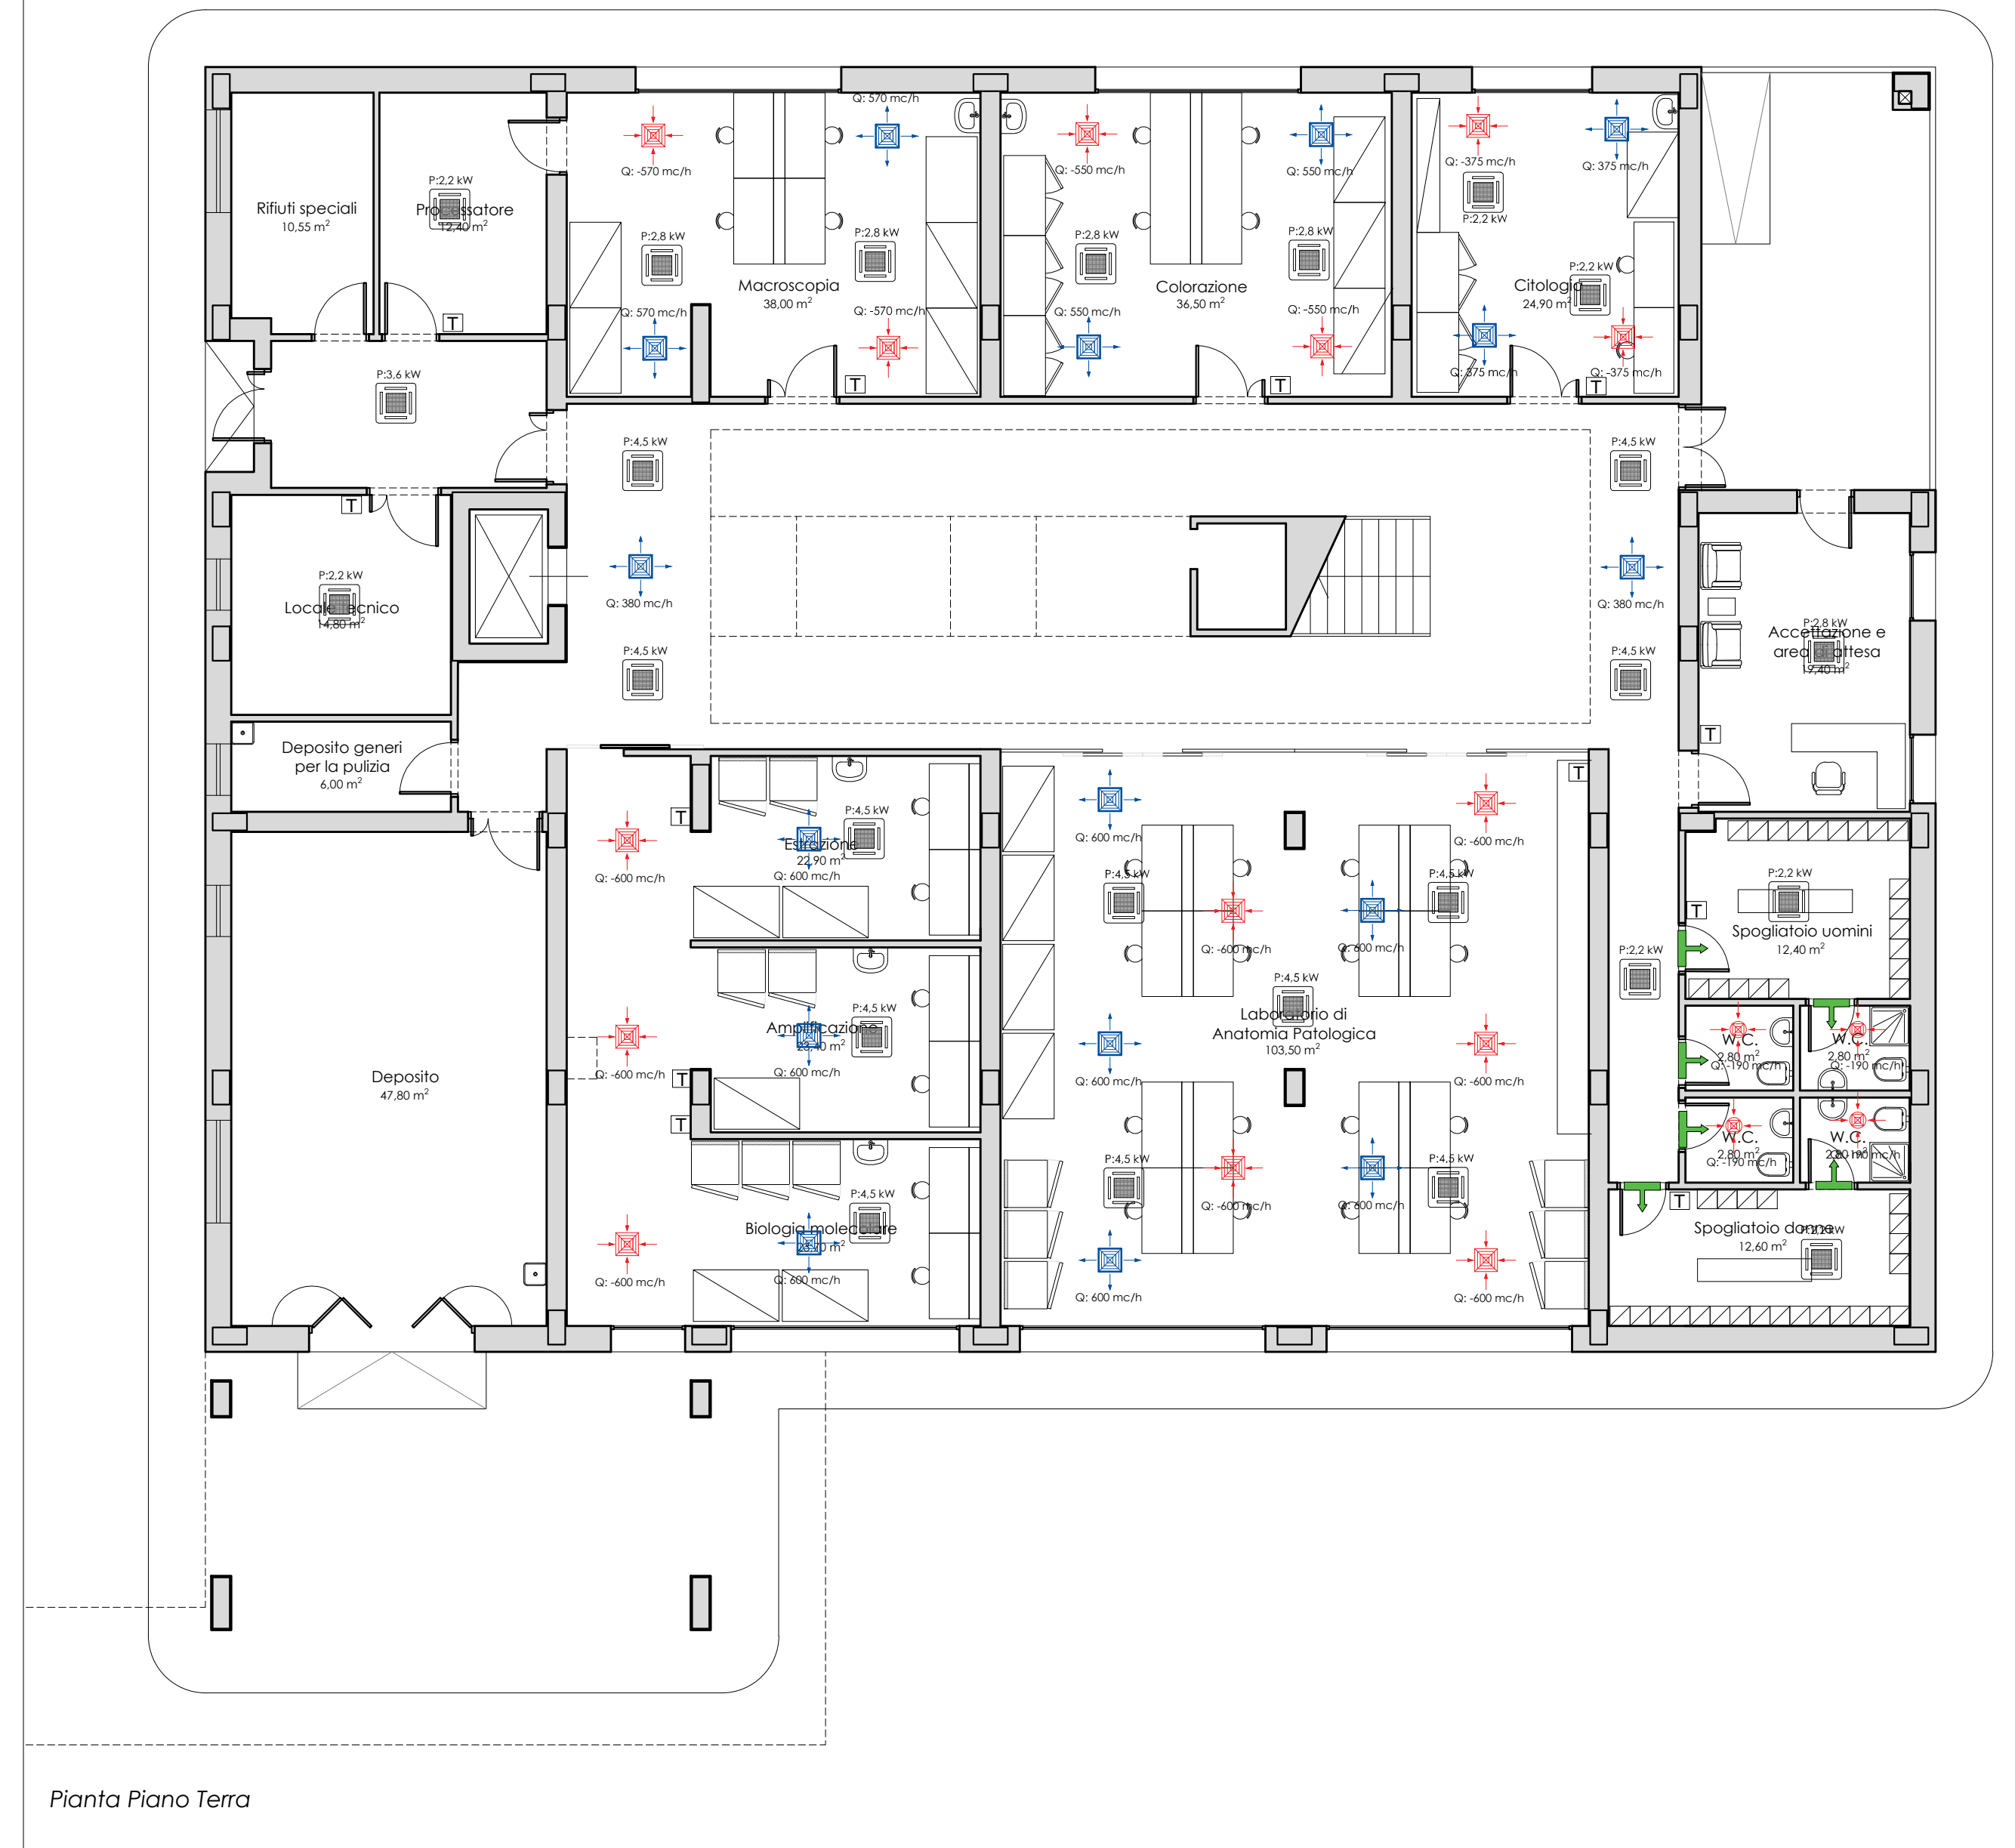 Q: 570 mc/h
Q: -570 mc/h
Q: -550 mc/h
Q: 550 mc/h
Q: -375 mc/h
Q: 375 mc/h
P:2,2 kW
Rifiuti speciali
10,55 m²
Processatore
12,40 m²
T
P:2,8 kW
P:2,8 kW
Macroscopia
38,00 m²
Q: 570 mc/h
Q: -570 mc/h
T
P:2,8 kW
P:2,8 kW
Colorazione
36,50 m²
Q: 550 mc/h
Q: -550 mc/h
T
P:2,2 kW
P:2,2 kW
Citologia
24,90 m²
Q: 375 mc/h
Q: -375 mc/h
T
P:3,6 kW
P:4,5 kW
P:4,5 kW
T
P:2,2 kW
Locale tecnico
14,80 m²
Q: 380 mc/h
Q: 380 mc/h
P:4,5 kW
P:4,5 kW
P:2,8 kW
Accettazione e
area di attesa
19,40 m²
T
Deposito generi
per la pulizia
6,00 m²
T
T
P:4,5 kW
Estrazione
22,90 m²
Q: -600 mc/h
Q: 600 mc/h
Q: 600 mc/h
Q: -600 mc/h
P:4,5 kW
P:4,5 kW
Q: -600 mc/h
Q: 600 mc/h
P:2,2 kW
T
Spogliatoio uomini
12,40 m²
P:2,2 kW
P:4,5 kW
Amplificazione
Q: -600 mc/h
Q: 600 mc/h
T
P:4,5 kW
Laboratorio di
Anatomia Patologica
103,50 m²
Q: 600 mc/h
Q: -600 mc/h
W.C.
2,80 m²
Q: -190 mc/h
W.C.
2,80 m²
Q: -190 mc/h
Deposito
47,80 m²
T
P:4,5 kW
Biologia molecolare
23,70 m²
Q: -600 mc/h
Q: 600 mc/h
P:4,5 kW
P:4,5 kW
Q: -600 mc/h
Q: 600 mc/h
Q: 600 mc/h
Q: -600 mc/h
W.C.
2,80 m²
Q: -190 mc/h
W.C.
T
Spogliatoio donne
12,60 m²
Pianta Piano Terra